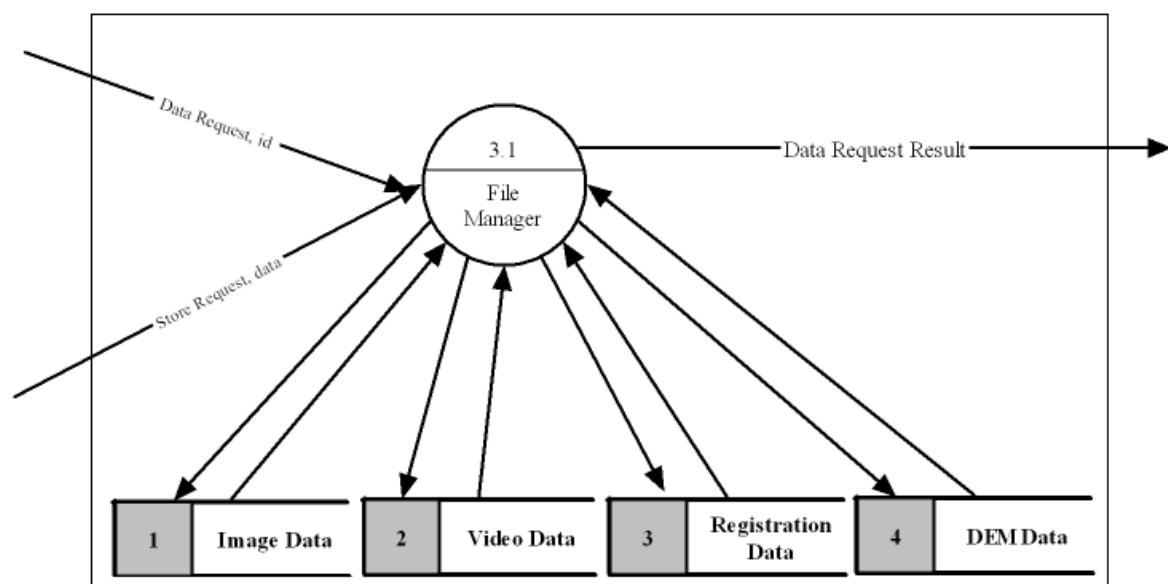 Data Request, id
3.1
File
Manager
Data Request Result
Store Request, data
1
Image Data
2
Video Data
3
Registration
Data
4
DEM Data